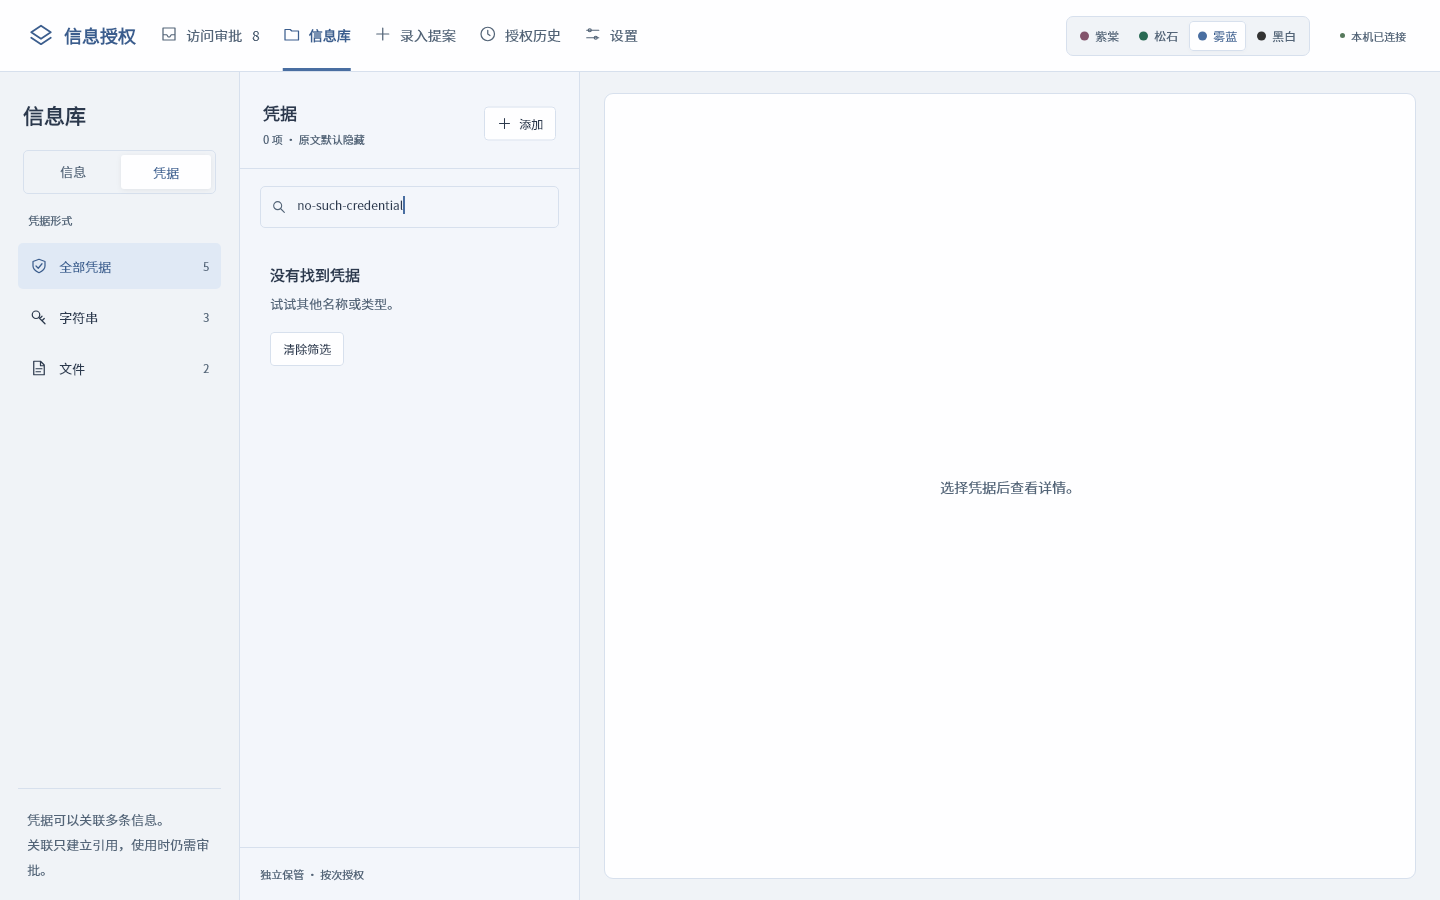 信息授权
访问审批 8
信息库
录入提案
授权历史
设置
紫棠
松石
雾蓝
黑白
本机已连接
信息库
信息
凭据
凭据形式
全部凭据 5
字符串 3
文件 2
凭据可以关联多条信息。
关联只建立引用，使用时仍需审
批。
凭据
0 项 · 原文默认隐藏
添加
no-such-credential
没有找到凭据
试试其他名称或类型。
清除筛选
独立保管 · 按次授权
选择凭据后查看详情。